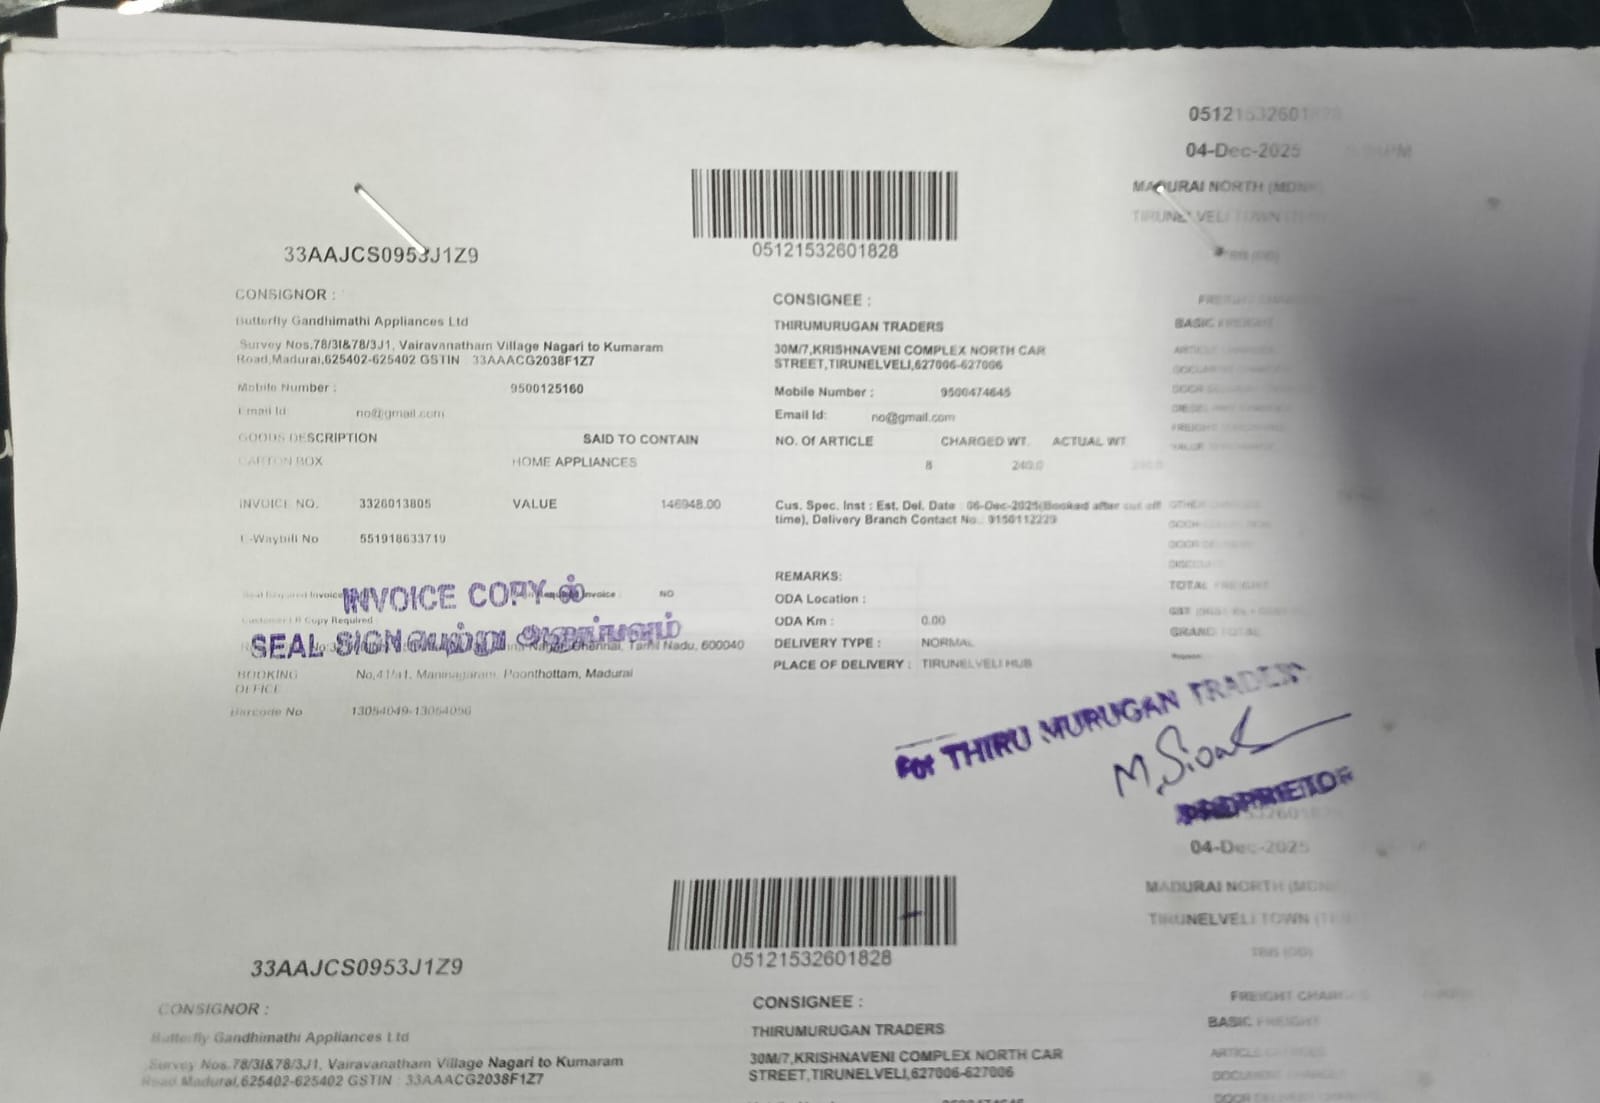 04-Dec-2025
MADURAI NORTH
33AAJCS0953J1Z9
05121532601828
CONSIGNOR :
Butterfly Gandhimathi Appliances Ltd
Survey Nos.78/3I&78/3J1, Vairavanatham Village Nagari to Kumaram
Road,Madurai,625402-625402 GSTIN 33AAACG2038F1Z7
Mobile Number : 9500125160
Email Id no@gmail.com
GOODS DESCRIPTION SAID TO CONTAIN
CARTON BOX HOME APPLIANCES
INVOICE NO. 3326013805 VALUE 146948.00
E-Waybill No 551918633719
INVOICE COPY ல்
SEAL SIGN பெற்று அனுப்பவும்
Chennai, Tamil Nadu, 600040
BOOKING OFFICE No,41/a1, Maninagaram, Poonthottam, Madurai
Barcode No 13054049-13054056
CONSIGNEE :
THIRUMURUGAN TRADERS
30M/7,KRISHNAVENI COMPLEX NORTH CAR
STREET,TIRUNELVELI,627006-627006
Mobile Number : 9500474645
Email Id: no@gmail.com
NO. Of ARTICLE CHARGED WT. ACTUAL WT
8 240.0
Cus. Spec. Inst : Est. Del. Date : 06-Dec-2025(Booked after cut off
time), Delivery Branch Contact No.: 9150112229
REMARKS:
ODA Location :
ODA Km : 0.00
DELIVERY TYPE : NORMAL
PLACE OF DELIVERY : TIRUNELVELI HUB
BASIC FREIGHT
TOTAL FREIGHT
GRAND TOTAL
For THIRU MURUGAN TRADERS
PROPRIETOR
04-Dec-2025
MADURAI NORTH
TIRUNELVELI TOWN
33AAJCS0953J1Z9
05121532601828
CONSIGNOR :
Butterfly Gandhimathi Appliances Ltd
Survey Nos.78/3I&78/3J1, Vairavanatham Village Nagari to Kumaram
Road,Madurai,625402-625402 GSTIN : 33AAACG2038F1Z7
CONSIGNEE :
THIRUMURUGAN TRADERS
30M/7,KRISHNAVENI COMPLEX NORTH CAR
STREET,TIRUNELVELI,627006-627006
FREIGHT
BASIC FREIGHT